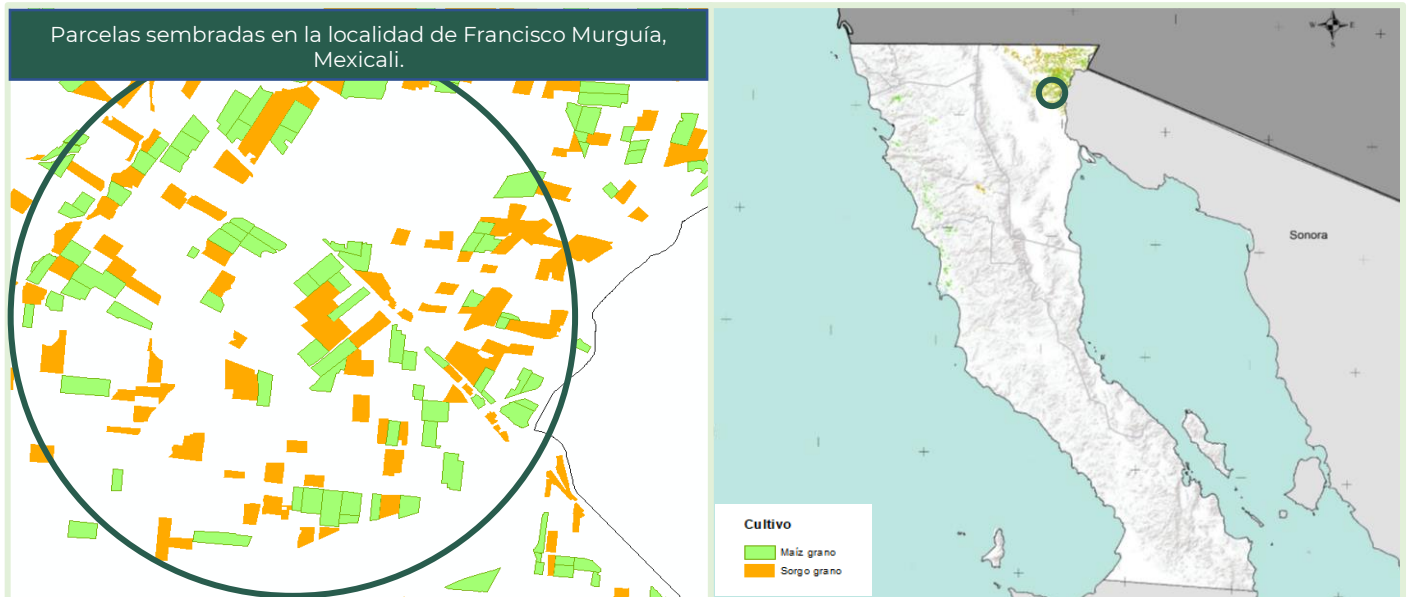 Parcelas sembradas en la localidad de Francisco Murguía,
Mexicali.
W
E
S
Sonora
Cultivo
Maíz grano
Sorgo grano